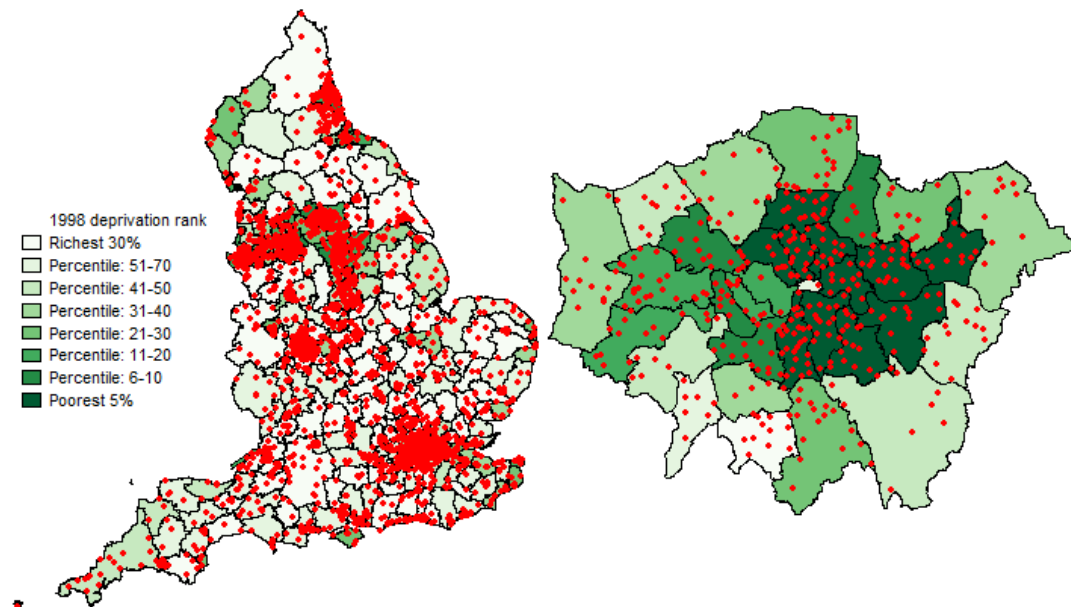 1998 deprivation rank
Richest 30%
Percentile: 51-70
Percentile: 41-50
Percentile: 31-40
Percentile: 21-30
Percentile: 11-20
Percentile: 6-10
Poorest 5%